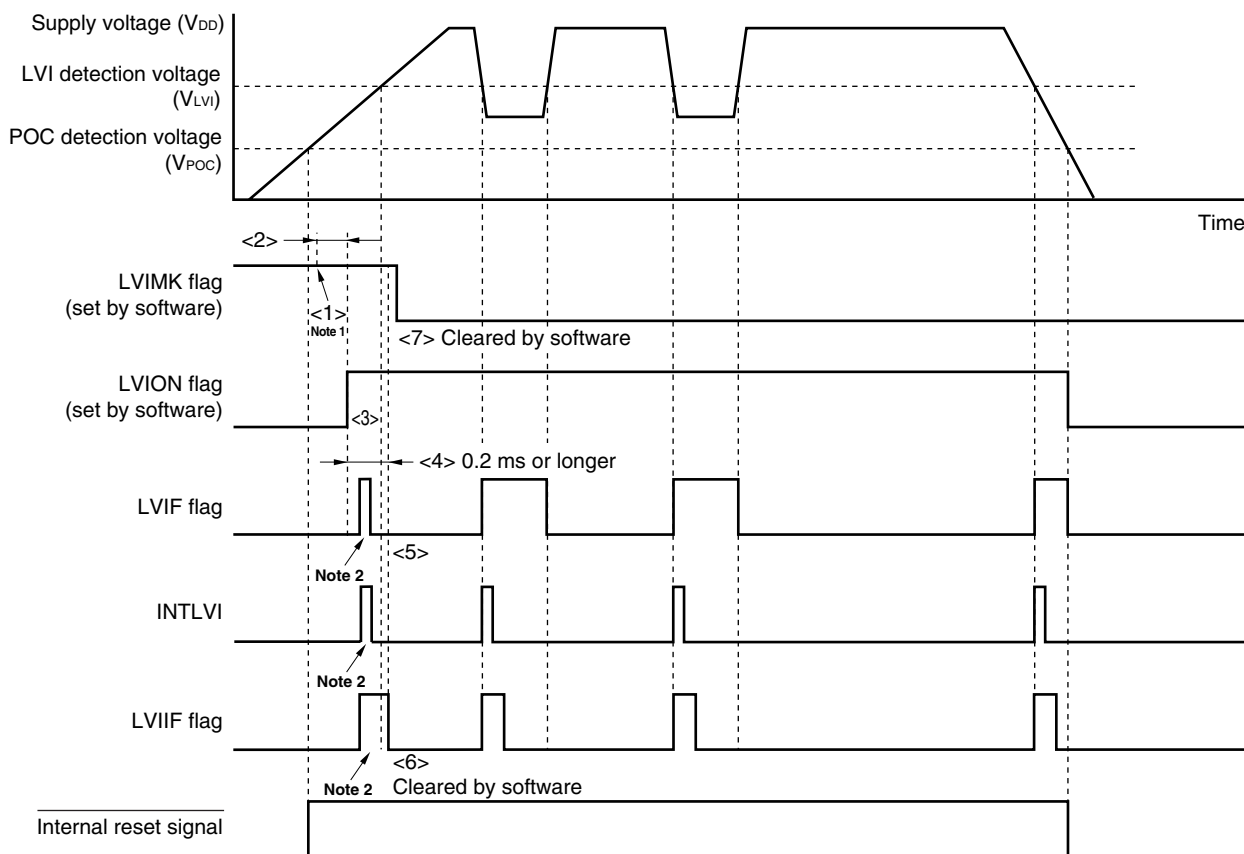 Supply voltage (VDD)
LVI detection voltage
(VLVI)
POC detection voltage
(VPOC)
Time
<2>
LVIMK flag
(set by software)
<1>
Note 1
<7> Cleared by software
LVION flag
(set by software)
<3>
<4> 0.2 ms or longer
LVIF flag
<5>
Note 2
INTLVI
Note 2
LVIIF flag
<6>
Note 2
Cleared by software
Internal reset signal